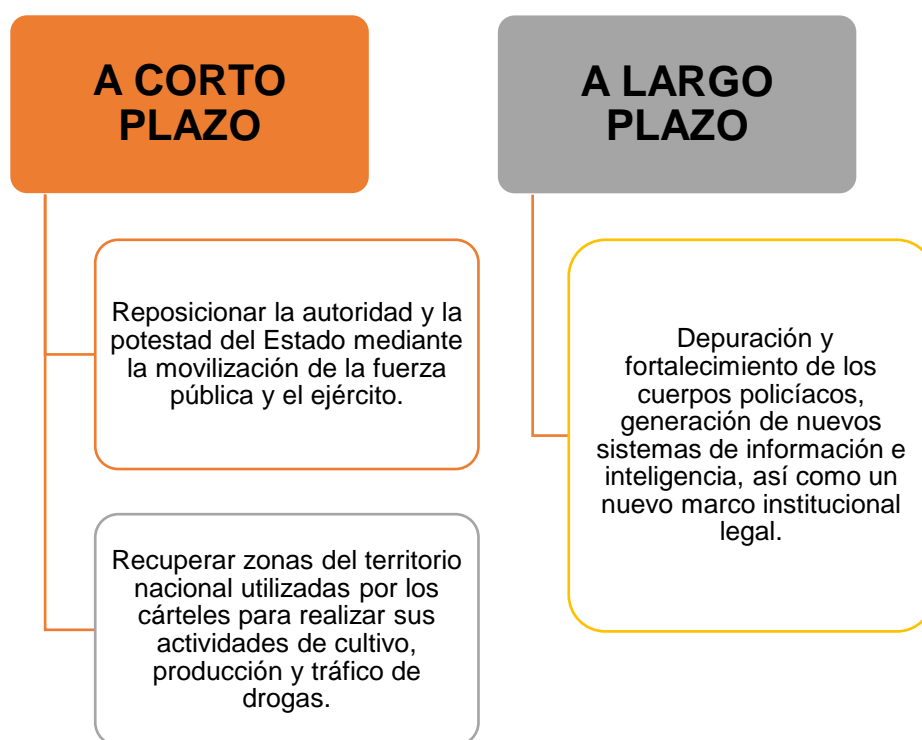 A CORTO
PLAZO
Reposicionar la autoridad y la
potestad del Estado mediante
la movilización de la fuerza
pública y el ejército.
Recuperar zonas del territorio
nacional utilizadas por los
cárteles para realizar sus
actividades de cultivo,
producción y tráfico de
drogas.
A LARGO
PLAZO
Depuración y
fortalecimiento de los
cuerpos policíacos,
generación de nuevos
sistemas de información e
inteligencia, así como un
nuevo marco institucional
legal.